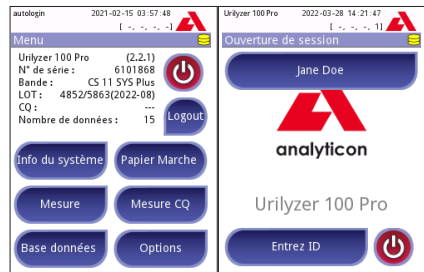 autologin 2021-02-15 03:57:48
[ -, -, -, -]
Menu
Urilyzer 100 Pro (2.2.1)
N° de série : 6101868
Bande : CS 11 SYS Plus
LOT : 4852/5863(2022-08)
CQ : ---
Nombre de données : 15
Logout
Info du système
Papier Marche
Mesure
Mesure CQ
Base données
Options
Urilyzer 100 Pro 2022-03-28 14:21:47
[ -, -, -, 1]
Ouverture de session
Jane Doe
analyticon
Urilyzer 100 Pro
Entrez ID